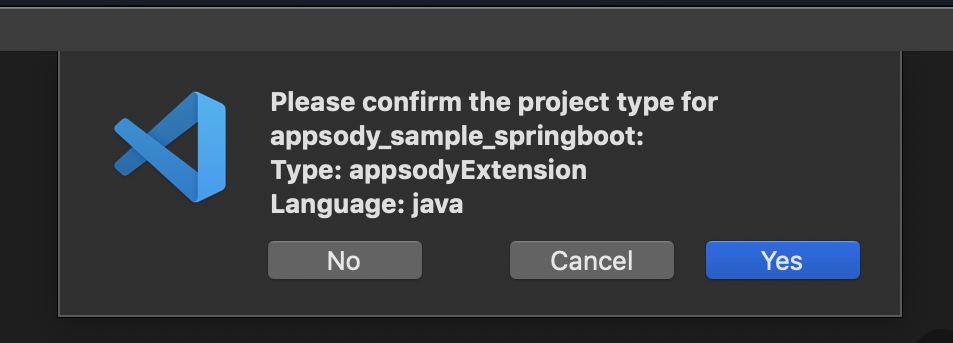 Please confirm the project type for
appsody_sample_springboot:
Type: appsodyExtension
Language: java
No
Cancel
Yes